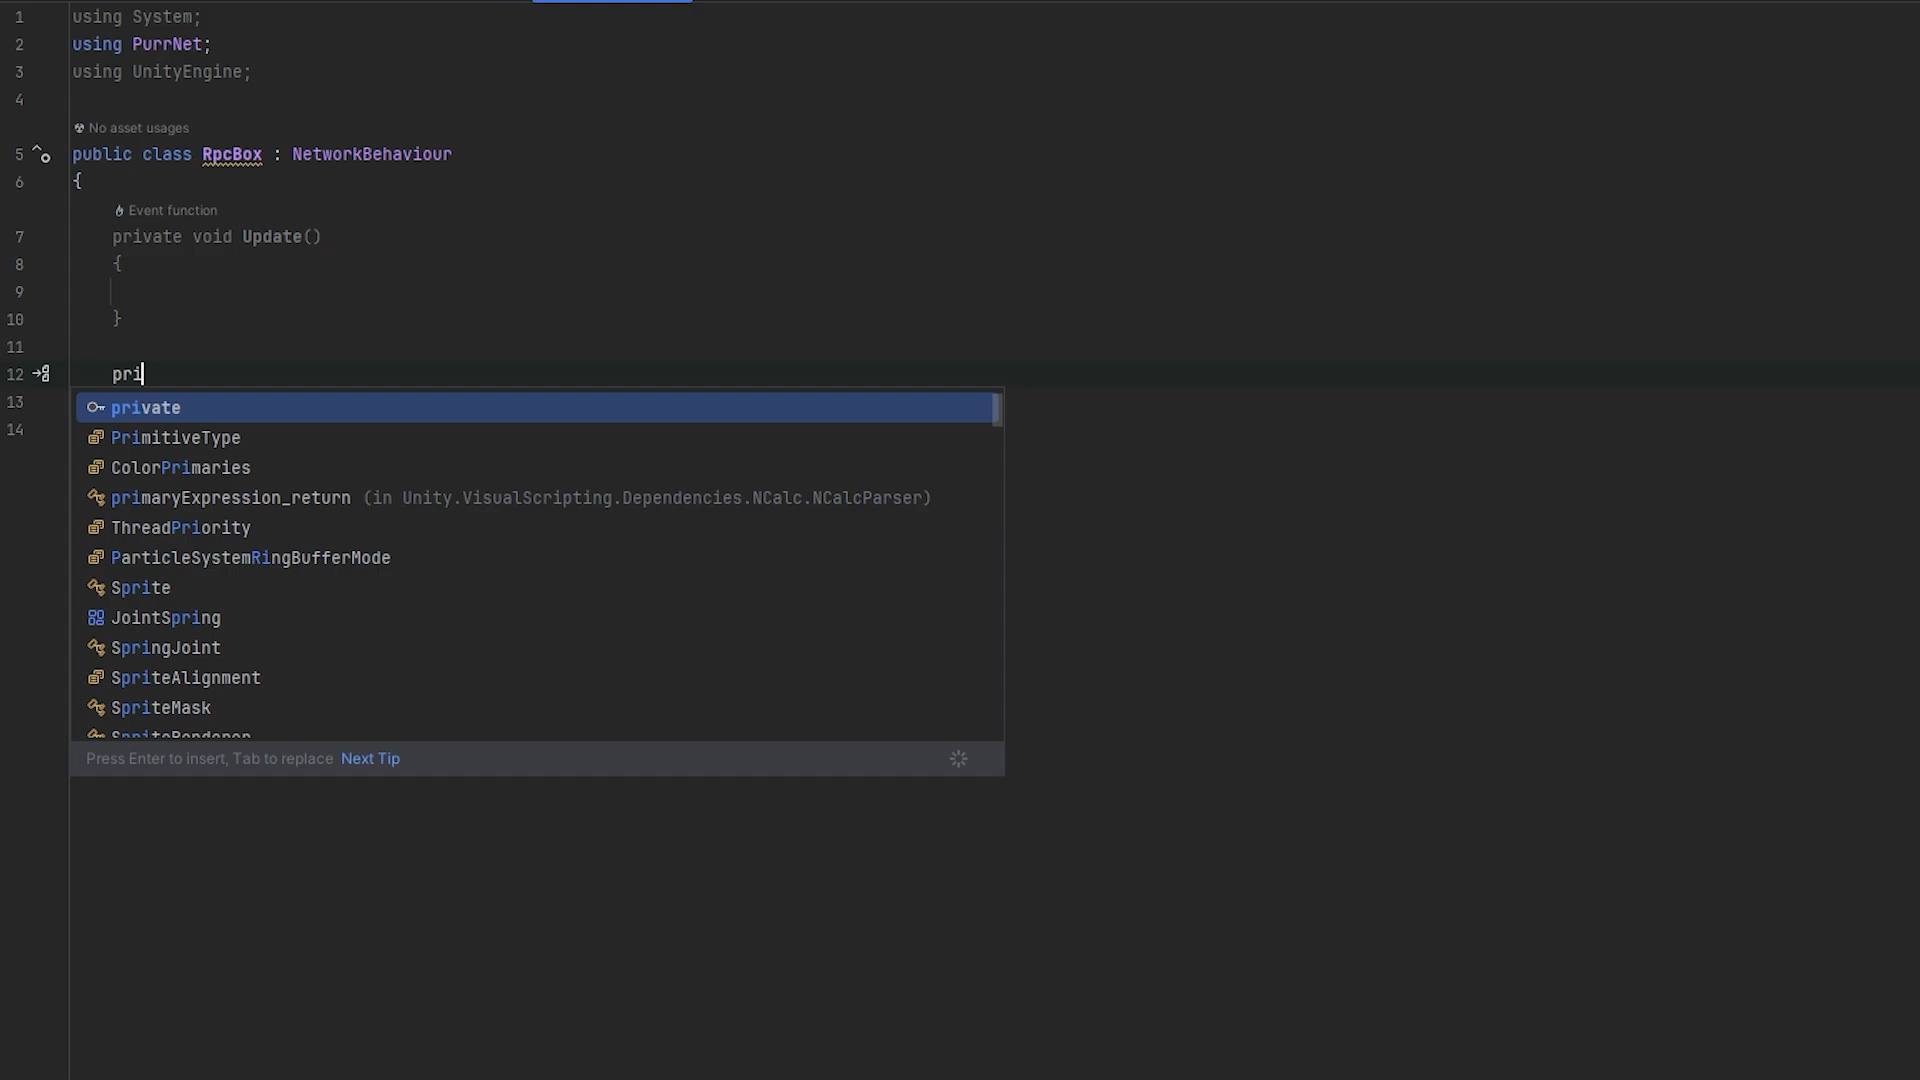 1 using System;
2 using PurrNet;
3 using UnityEngine;
4
No asset usages
5 public class RpcBox : NetworkBehaviour
6 {
Event function
7 private void Update()
8 {
9
10 }
11
12 pri
13
14
private
PrimitiveType
ColorPrimaries
primaryExpression_return (in Unity.VisualScripting.Dependencies.NCalc.NCalcParser)
ThreadPriority
ParticleSystemRingBufferMode
Sprite
JointSpring
SpringJoint
SpriteAlignment
SpriteMask
SpriteRenderer
Press Enter to insert, Tab to replace Next Tip